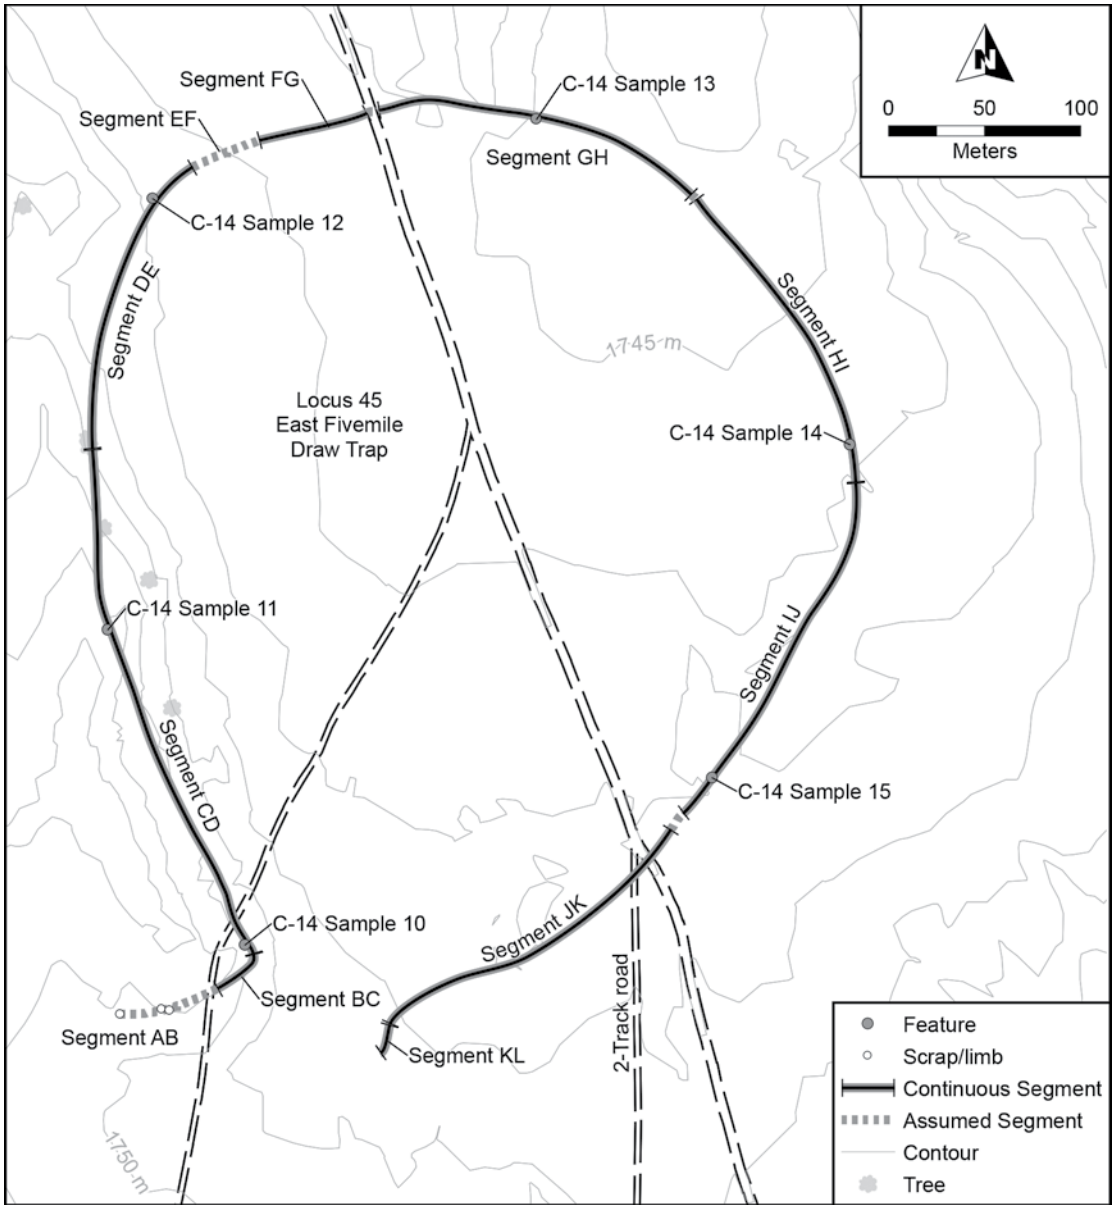 Segment FG
C-14 Sample 13
N
0 50 100
Meters
Segment EF
Segment GH
C-14 Sample 12
Segment DE
Segment HI
1745 m
Locus 45
East Fivemile
Draw Trap
C-14 Sample 14
C-14 Sample 11
Segment IJ
Segment CD
C-14 Sample 15
C-14 Sample 10
Segment JK
Segment BC
Segment AB
2-Track road
Segment KL
1750 m
Feature
Scrap/limb
Continuous Segment
Assumed Segment
Contour
Tree